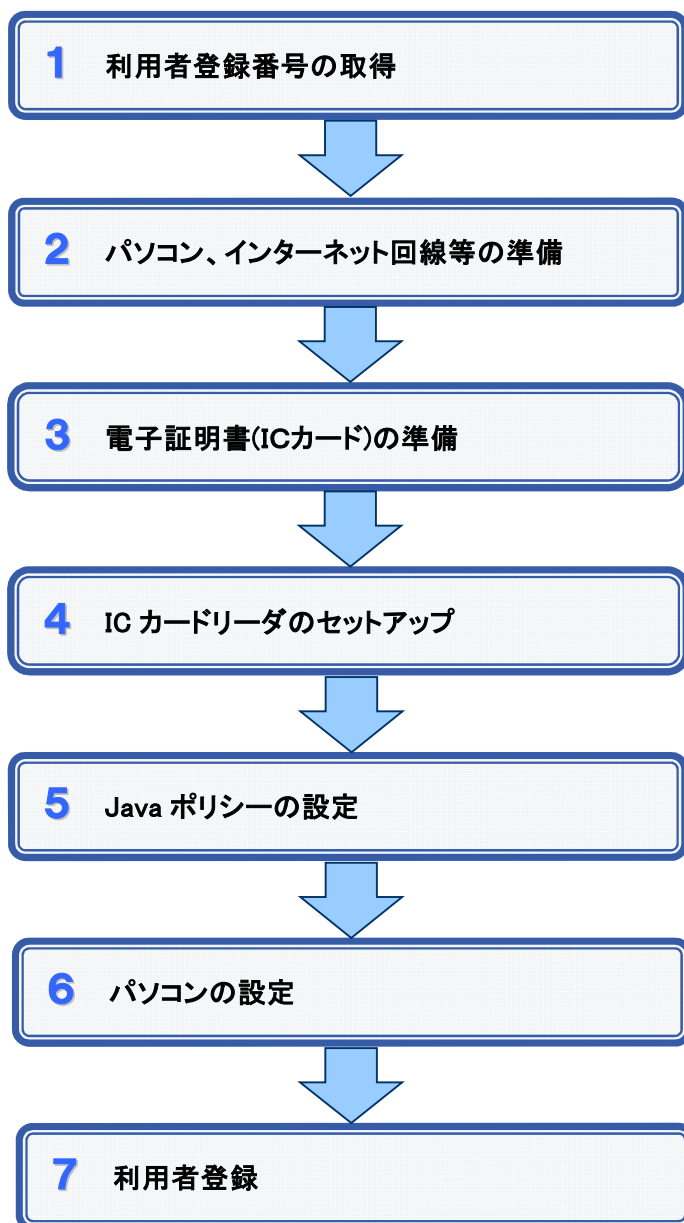 1 利用者登録番号の取得
2 パソコン、インターネット回線等の準備
3 電子証明書(ICカード)の準備
4 IC カードリーダのセットアップ
5 Java ポリシーの設定
6 パソコンの設定
7 利用者登録